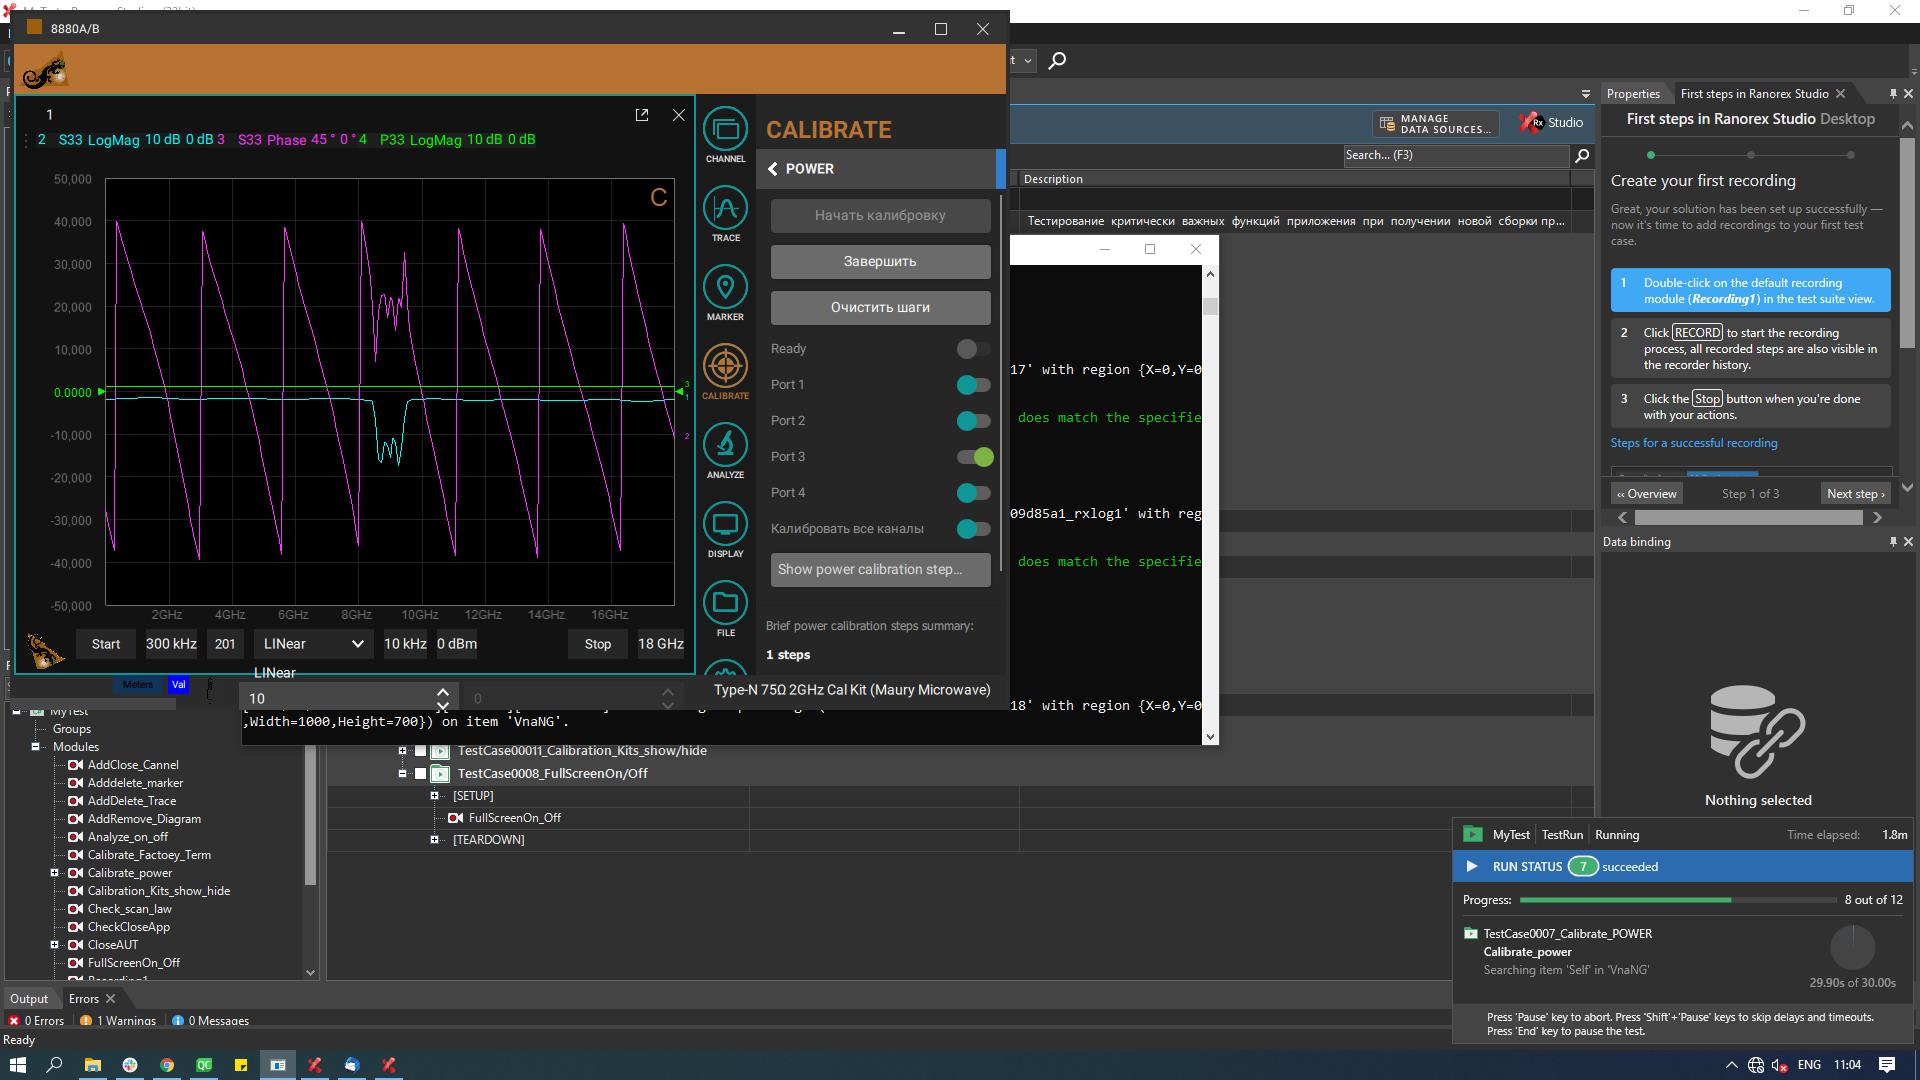 8880A/B
1
2 S33 LogMag 10 dB 0 dB 3 S33 Phase 45° 0° 4 P33 LogMag 10 dB 0 dB
C
50,000
40,000
30,000
20,000
10,000
0.0000
-10,000
-20,000
-30,000
-40,000
-50,000
3
1
2
2GHz 4GHz 6GHz 8GHz 10GHz 12GHz 14GHz 16GHz
Start 300 kHz 201 LINear 10 kHz 0 dBm Stop 18 GHz
LINear
Meters Val
10 0
CHANNEL
TRACE
MARKER
CALIBRATE
ANALYZE
DISPLAY
FILE
CALIBRATE
POWER
Начать калибровку
Завершить
Очистить шаги
Ready
Port 1
Port 2
Port 3
Port 4
Калибровать все каналы
Show power calibration step...
Brief power calibration steps summary:
1 steps
Type-N 75Ω 2GHz Cal Kit (Maury Microwave)
MANAGE
DATA SOURCES...
Rx Studio
Search... (F3)
Description
Тестирование критически важных функций приложения при получении новой сборки пр...
17' with region {X=0,Y=0
does match the specifie
09d85a1_rxlog1' with reg
does match the specifie
18' with region {X=0,Y=0
,Width=1000,Height=700}) on item 'VnaNG'.
Properties First steps in Ranorex Studio
First steps in Ranorex Studio Desktop
Create your first recording
Great, your solution has been set up successfully —
now it's time to add recordings to your first test
case.
1 Double-click on the default recording
module (Recording1) in the test suite view.
2 Click RECORD to start the recording
process, all recorded steps are also visible in
the recorder history.
3 Click the Stop button when you're done
with your actions.
Steps for a successful recording
‹‹ Overview Step 1 of 3 Next step ›
Data binding
Nothing selected
MyTest
Groups
Modules
AddClose_Cannel
Adddelete_marker
AddDelete_Trace
AddRemove_Diagram
Analyze_on_off
Calibrate_Factoey_Term
Calibrate_power
Calibration_Kits_show_hide
Check_scan_law
CheckCloseApp
CloseAUT
FullScreenOn_Off
Recording1
TestCase00011_Calibration_Kits_show/hide
TestCase0008_FullScreenOn/Off
[SETUP]
FullScreenOn_Off
[TEARDOWN]
MyTest TestRun Running Time elapsed: 1.8m
RUN STATUS 7 succeeded
Progress: 8 out of 12
TestCase0007_Calibrate_POWER
Calibrate_power
Searching item 'Self' in 'VnaNG'
29.90s of 30.00s
Press 'Pause' key to abort. Press 'Shift'+'Pause' keys to skip delays and timeouts.
Press 'End' key to pause the test.
Output Errors
0 Errors 1 Warnings 0 Messages
Ready
QC
ENG 11:04